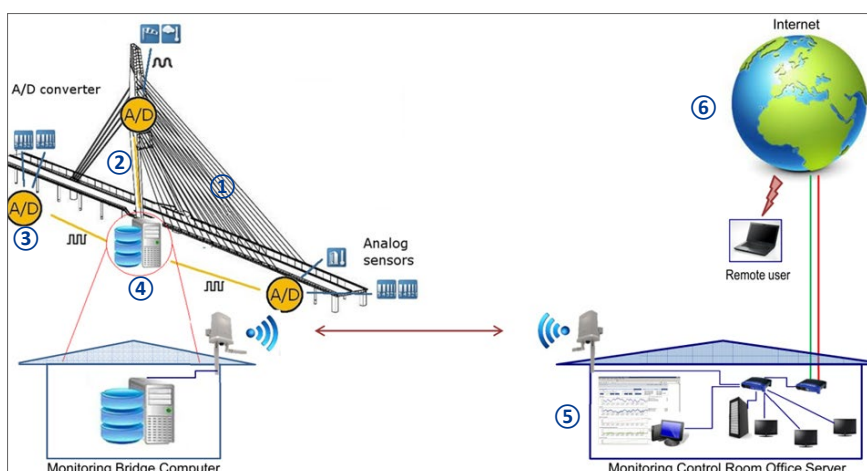 Internet
A/D converter
A/D
⑥
②
①
A/D
③
Analog
sensors
④
A/D
Remote user
⑤
Monitoring Bridge Computer
Monitoring Control Room Office Server